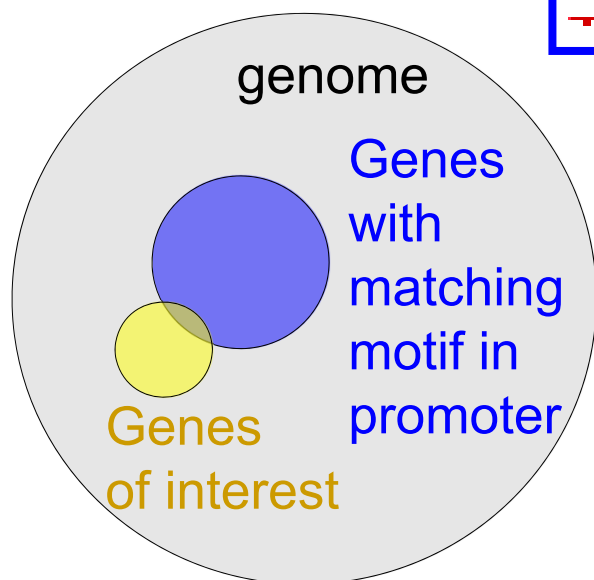 genome
Genes
with
matching
motif in
promoter
Genes
of interest